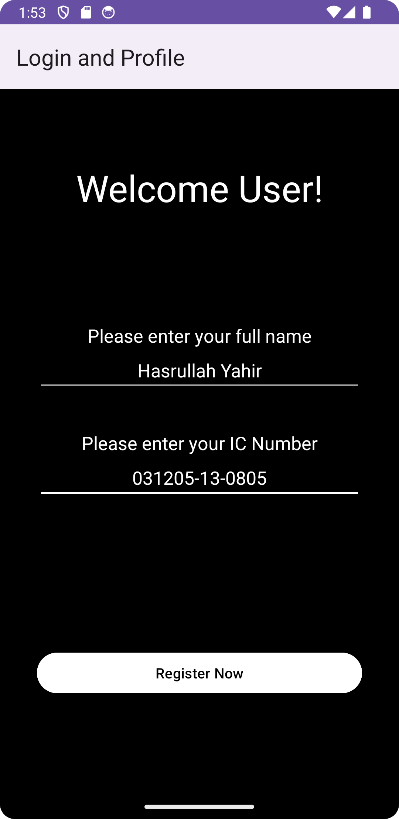 1:53
Login and Profile
Welcome User!
Please enter your full name
Hasrullah Yahir
Please enter your IC Number
031205-13-0805
Register Now